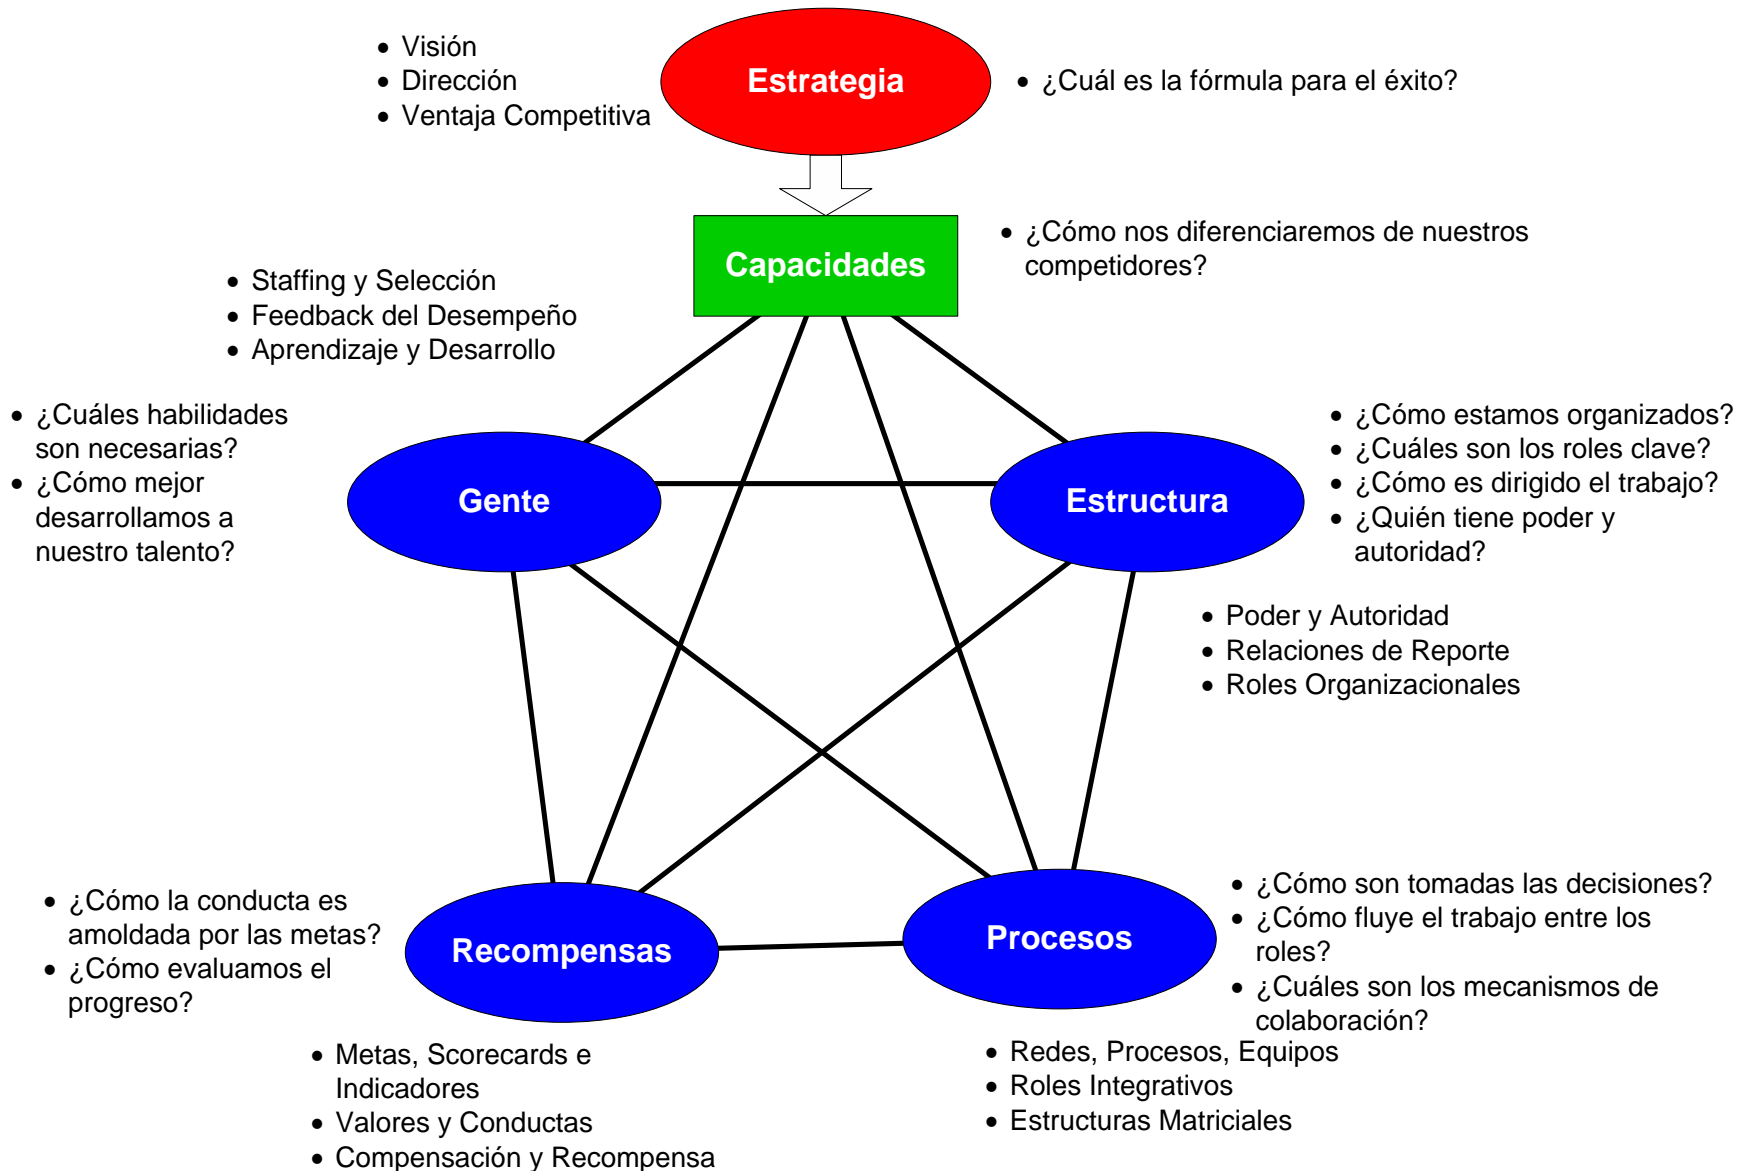 • Visión
• Dirección
• Ventaja Competitiva
Estrategia
• ¿Cuál es la fórmula para el éxito?
Capacidades
• ¿Cómo nos diferenciaremos de nuestros
competidores?
• Staffing y Selección
• Feedback del Desempeño
• Aprendizaje y Desarrollo
• ¿Cuáles habilidades
son necesarias?
• ¿Cómo mejor
desarrollamos a
nuestro talento?
Gente
Estructura
• ¿Cómo estamos organizados?
• ¿Cuáles son los roles clave?
• ¿Cómo es dirigido el trabajo?
• ¿Quién tiene poder y
autoridad?
• Poder y Autoridad
• Relaciones de Reporte
• Roles Organizacionales
• ¿Cómo la conducta es
amoldada por las metas?
• ¿Cómo evaluamos el
progreso?
Recompensas
Procesos
• ¿Cómo son tomadas las decisiones?
• ¿Cómo fluye el trabajo entre los
roles?
• ¿Cuáles son los mecanismos de
colaboración?
• Metas, Scorecards e
Indicadores
• Valores y Conductas
• Compensación y Recompensa
• Redes, Procesos, Equipos
• Roles Integrativos
• Estructuras Matriciales